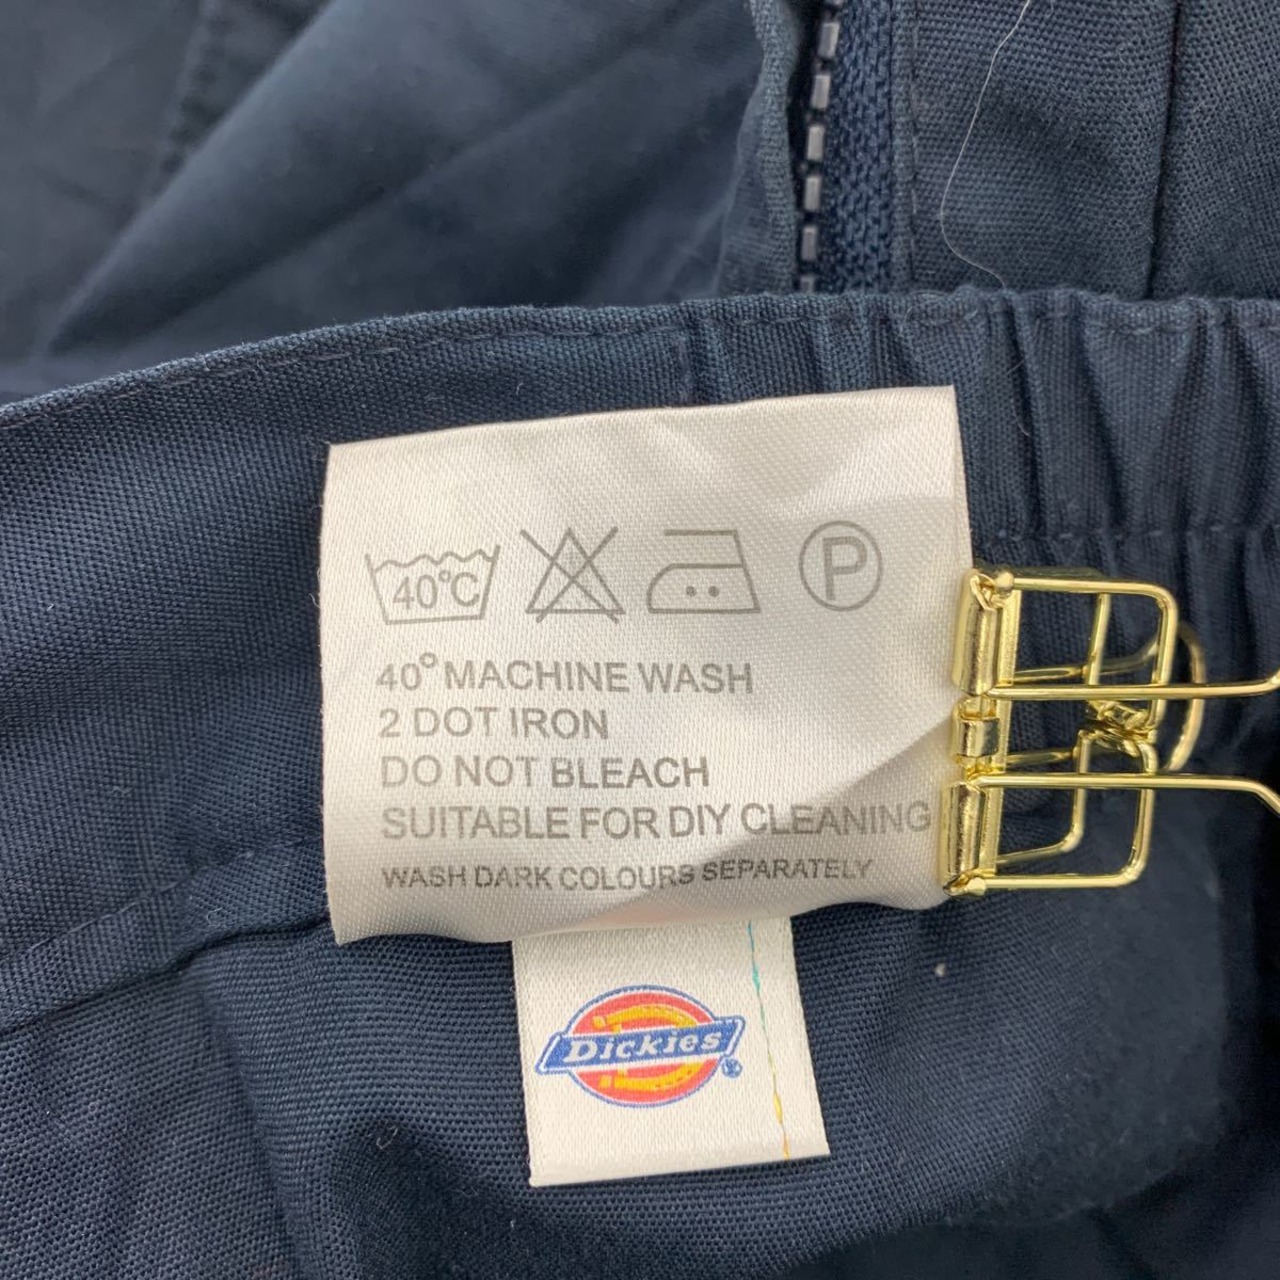 40°C P
40° MACHINE WASH
2 DOT IRON
DO NOT BLEACH
SUITABLE FOR DIY CLEANING
WASH DARK COLOURS SEPARATELY
Dickies®